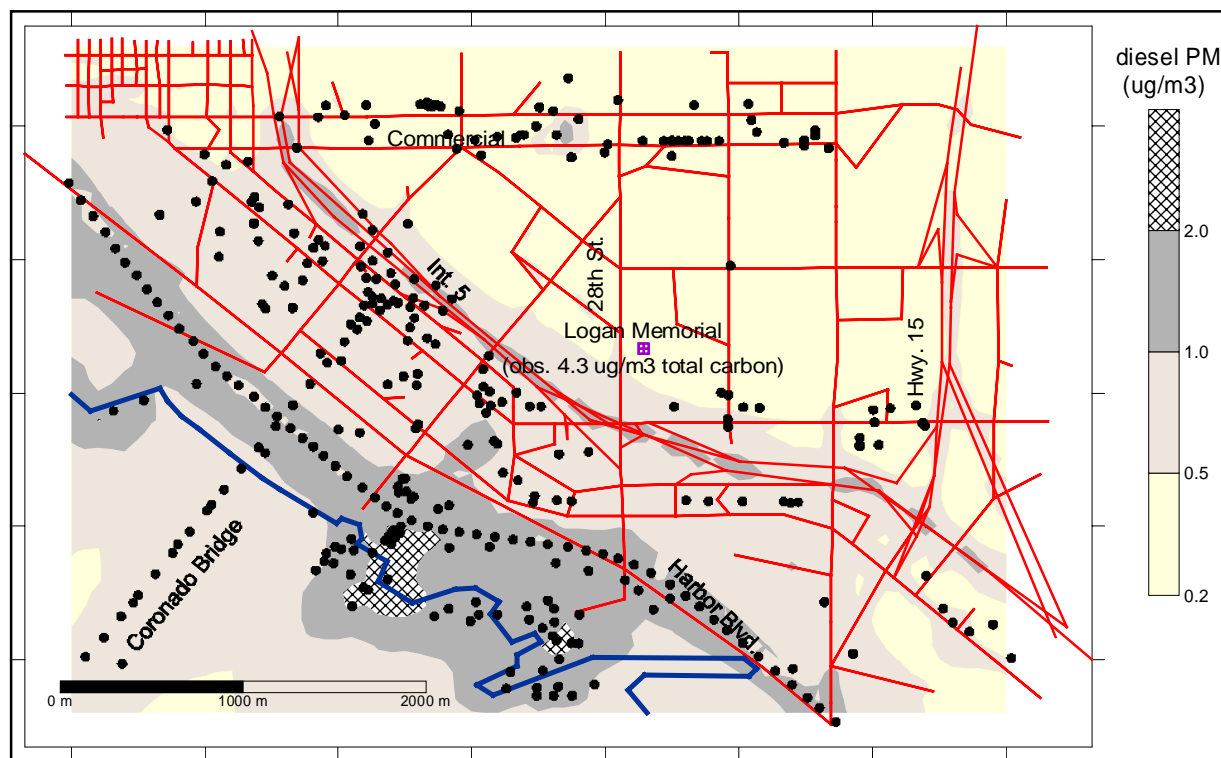 diesel PM
(ug/m3)
Commercial
2.0
28th St.
Int. 5
Logan Memorial
(obs. 4.3 ug/m3 total carbon)
Hwy. 15
1.0
0.5
Coronado Bridge
Harbor Blvd.
0.2
0 m
1000 m
2000 m